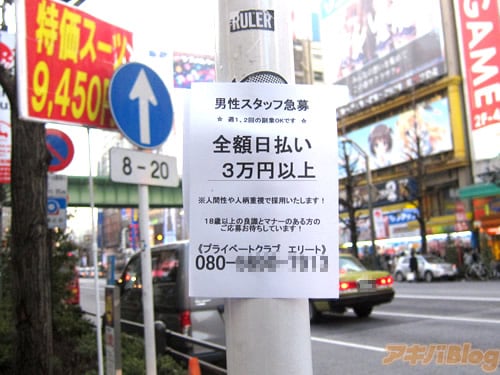 RULER
特価スーツ
9,450円
8-20
男性スタッフ急募
☆ 週1,2回の副業OKです ☆
全額日払い
3万円以上
※人間性や人柄重視で採用いたします!
18歳以上の良識とマナーのある方の
ご応募お待ちしています!
《プライベートクラブ エリート》
080-
GAME
2F-4
アキバBlog